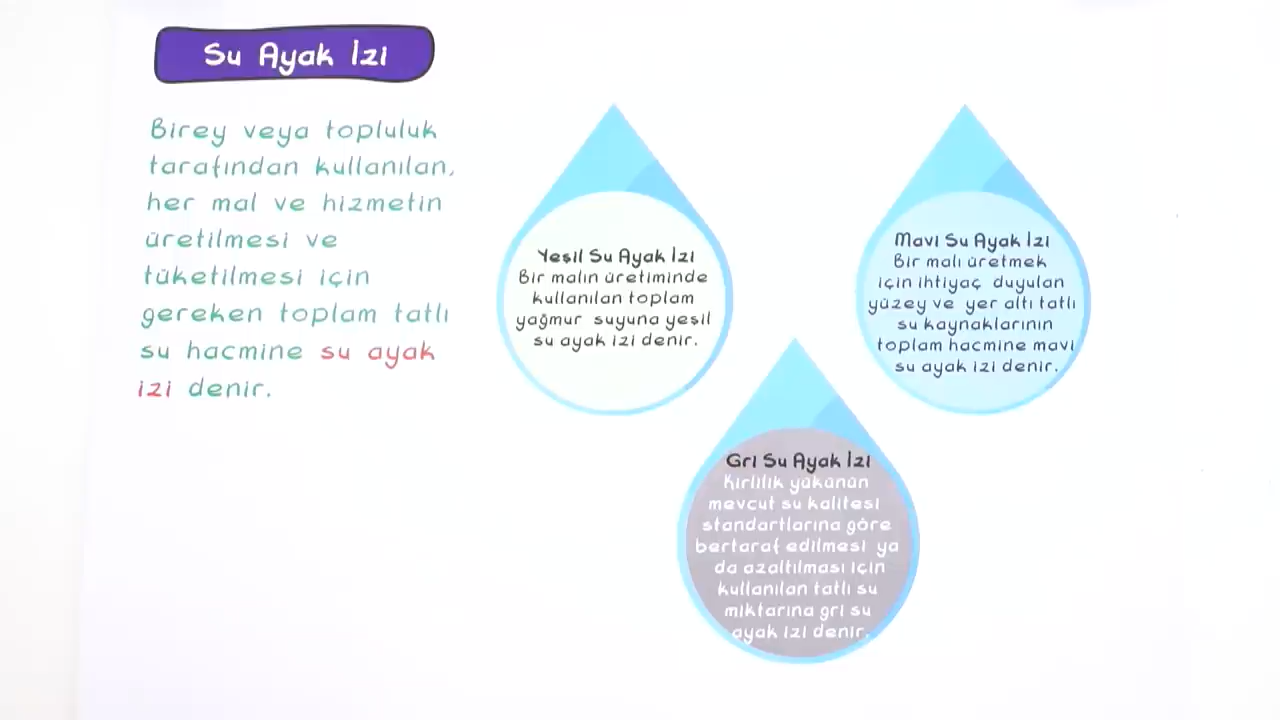 Su Ayak İzi
Birey veya topluluk
tarafından kullanılan,
her mal ve hizmetin
üretilmesi ve
tüketilmesi için
gereken toplam tatlı
su hacmine su ayak
izi denir.
Yeşil Su Ayak İzi
Bir malın üretiminde
kullanılan toplam
yağmur suyuna yeşil
su ayak izi denir.
Mavi Su Ayak İzi
Bir malı üretmek
için ihtiyaç duyulan
yüzey ve yer altı tatlı
su kaynaklarının
toplam hacmine mavi
su ayak izi denir.
Gri Su Ayak İzi
Kirlilik yükünün
mevcut su kalitesi
standartlarına göre
bertaraf edilmesi ya
da azaltılması için
kullanılan tatlı su
miktarına gri su
ayak izi denir.